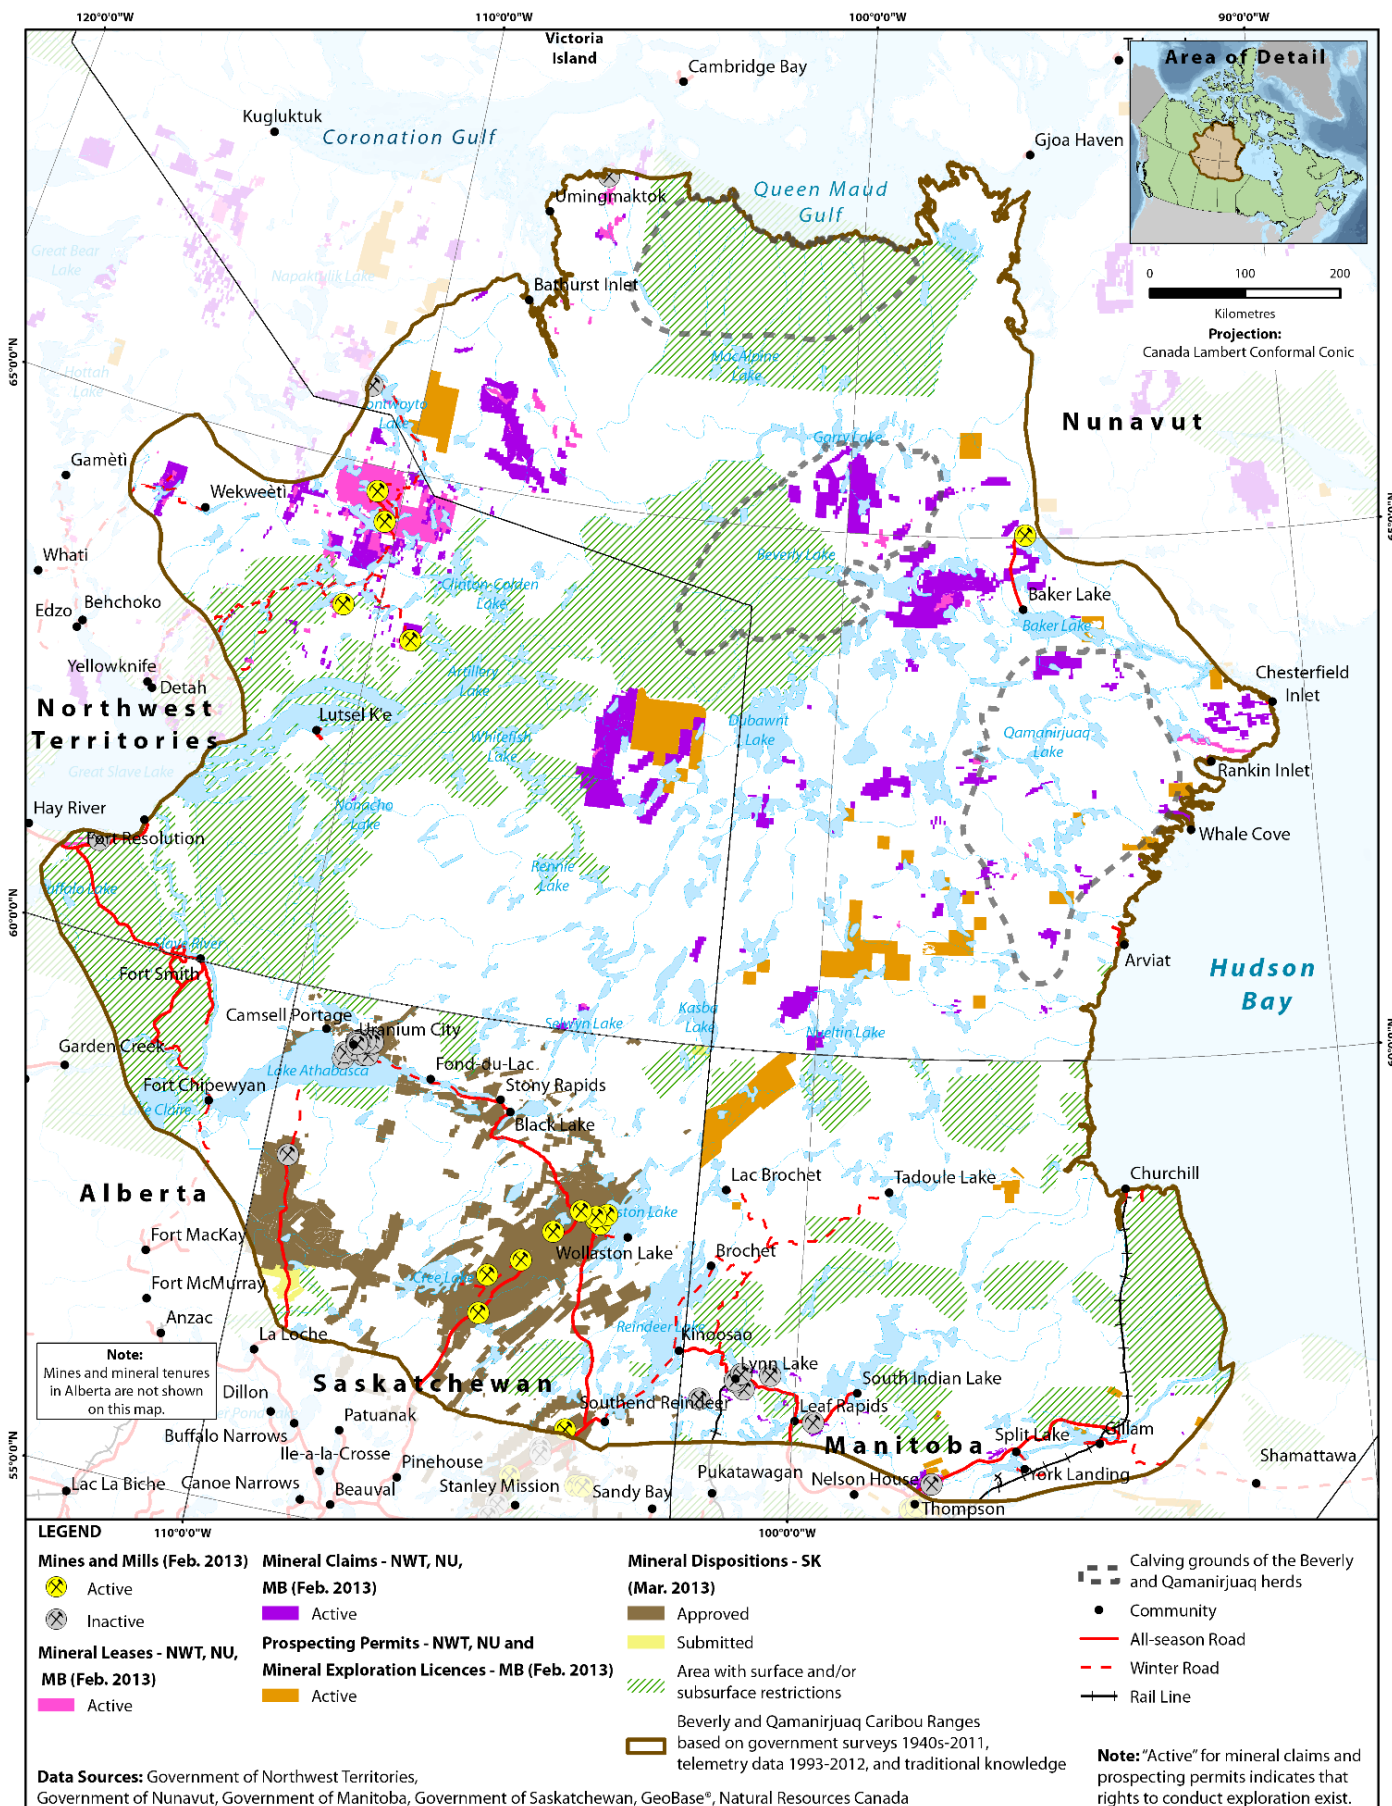 120°0'0"W
110°0'0"W
100°0'0"W
90°0'0"W
Victoria
Island
Cambridge Bay
Area of Detail
Kugluktuk
Coronation Gulf
Gjoa Haven
Queen Maud
Gulf
Umingmaktok
Great Bear
Lake
Napaktulik Lake
Bathurst Inlet
0
100
200
Kilometres
Projection:
Canada Lambert Conformal Conic
65°0'0"N
MacAlpine
Lake
Hottah
Lake
Contwoyto
Lake
Nunavut
Garry Lake
Gamètì
Wekweètì
65°0'0"N
Whati
Beverly Lake
Clinton-Colden
Lake
Edzo
Behchoko
Baker Lake
Baker Lake
Yellowknife
Detah
Artillery
Lake
Chesterfield
Inlet
Northwest
Territories
Lutsel K'e
Dubawnt
Lake
Whitefish
Lake
Qamanirjuaq
Lake
Great Slave Lake
Rankin Inlet
Hay River
Nonacho
Lake
Fort Resolution
Whale Cove
Rennie
Lake
Buffalo Lake
60°0'0"N
Slave River
Fort Smith
Arviat
Hudson
Bay
Camsell Portage
Uranium City
Selwyn Lake
Kasba
Lake
Nueltin Lake
60°0'0"N
Garden Creek
Lake Athabasca
Fond-du-Lac
Fort Chipewyan
Stony Rapids
Lake Claire
Black Lake
Alberta
Lac Brochet
Tadoule Lake
Churchill
Wollaston Lake
Fort MacKay
Wollaston Lake
Brochet
Fort McMurray
Cree Lake
Anzac
La Loche
Reindeer Lake
Kinoosao
Note:
Mines and mineral tenures
in Alberta are not shown
on this map.
Lynn Lake
Saskatchewan
South Indian Lake
Dillon
Southend Reindeer
Leaf Rapids
Patuanak
Buffalo Narrows
Manitoba
Split Lake
Gillam
Ile-a-la-Crosse
Pinehouse
55°0'0"N
Shamattawa
Lac La Biche
Canoe Narrows
Beauval
Stanley Mission
Sandy Bay
Pukatawagan
Nelson House
York Landing
Thompson
110°0'0"W
100°0'0"W
LEGEND
Mines and Mills (Feb. 2013)
Active
Inactive
Mineral Leases - NWT, NU,
MB (Feb. 2013)
Active
Mineral Claims - NWT, NU,
MB (Feb. 2013)
Active
Prospecting Permits - NWT, NU and
Mineral Exploration Licences - MB (Feb. 2013)
Active
Mineral Dispositions - SK
(Mar. 2013)
Approved
Submitted
Area with surface and/or
subsurface restrictions
Beverly and Qamanirjuaq Caribou Ranges
based on government surveys 1940s-2011,
telemetry data 1993-2012, and traditional knowledge
Calving grounds of the Beverly
and Qamanirjuaq herds
Community
All-season Road
Winter Road
Rail Line
Note: "Active" for mineral claims and
prospecting permits indicates that
rights to conduct exploration exist.
Data Sources: Government of Northwest Territories,
Government of Nunavut, Government of Manitoba, Government of Saskatchewan, GeoBase®, Natural Resources Canada